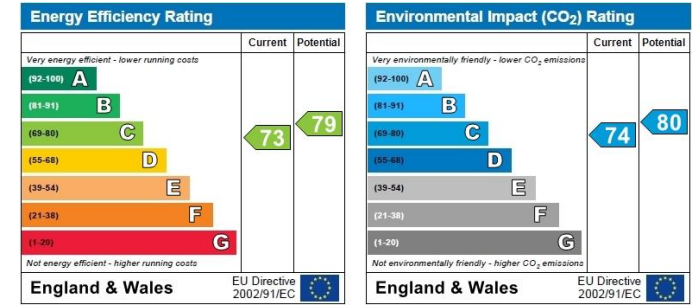 Energy Efficiency Rating
Current Potential
Very energy efficient - lower running costs
(92-100) A
(81-91) B
(69-80) C
(55-68) D
(39-54) E
(21-38) F
(1-20) G
73
79
Not energy efficient - higher running costs
England & Wales
EU Directive
2002/91/EC
Environmental Impact (CO₂) Rating
Current Potential
Very environmentally friendly - lower CO₂ emissions
(92-100) A
(81-91) B
(69-80) C
(55-68) D
(39-54) E
(21-38) F
(1-20) G
74
80
Not environmentally friendly - higher CO₂ emissions
England & Wales
EU Directive
2002/91/EC